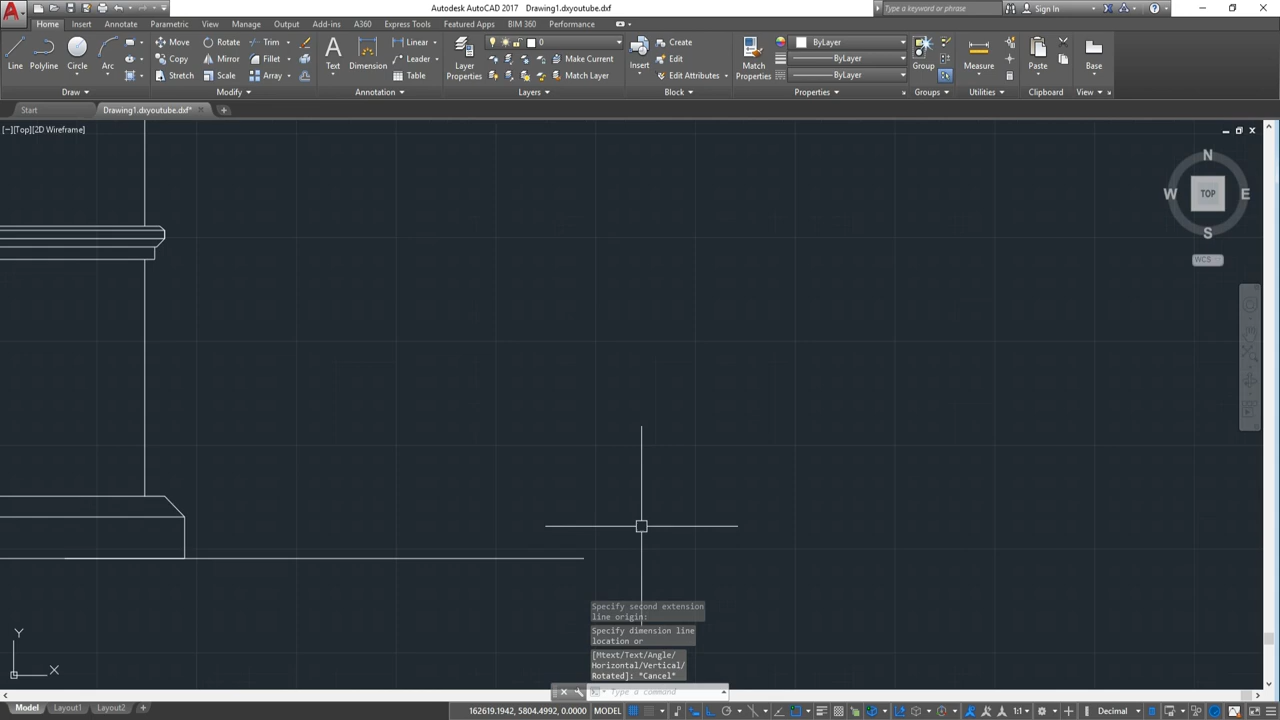 Autodesk AutoCAD 2017 Drawing1.dxyoutube.dxf
Type a keyword or phrase
Sign In
Home Insert Annotate Parametric View Manage Output Add-ins A360 Express Tools Featured Apps BIM 360 Performance
Line Polyline Circle Arc
Move Rotate Trim
Copy Mirror Fillet
Stretch Scale Array
Text Dimension
Linear
Leader
Table
Layer Properties
0
Make Current
Match Layer
Insert
Create
Edit
Edit Attributes
Match Properties
ByLayer
ByLayer
ByLayer
Group
Measure
Paste
Base
Draw Modify Annotation Layers Block Properties Groups Utilities Clipboard View
Start Drawing1.dxyoutube.dxf*
[−][Top][2D Wireframe]
N
W TOP E
S
WCS
Specify second extension
line origin:
Specify dimension line
location or
[Mtext/Text/Angle/
Horizontal/Vertical/
Rotated]: *Cancel*
Type a command
Y
X
Model Layout1 Layout2
162619.1942, 5804.4992, 0.0000 MODEL 1:1 Decimal